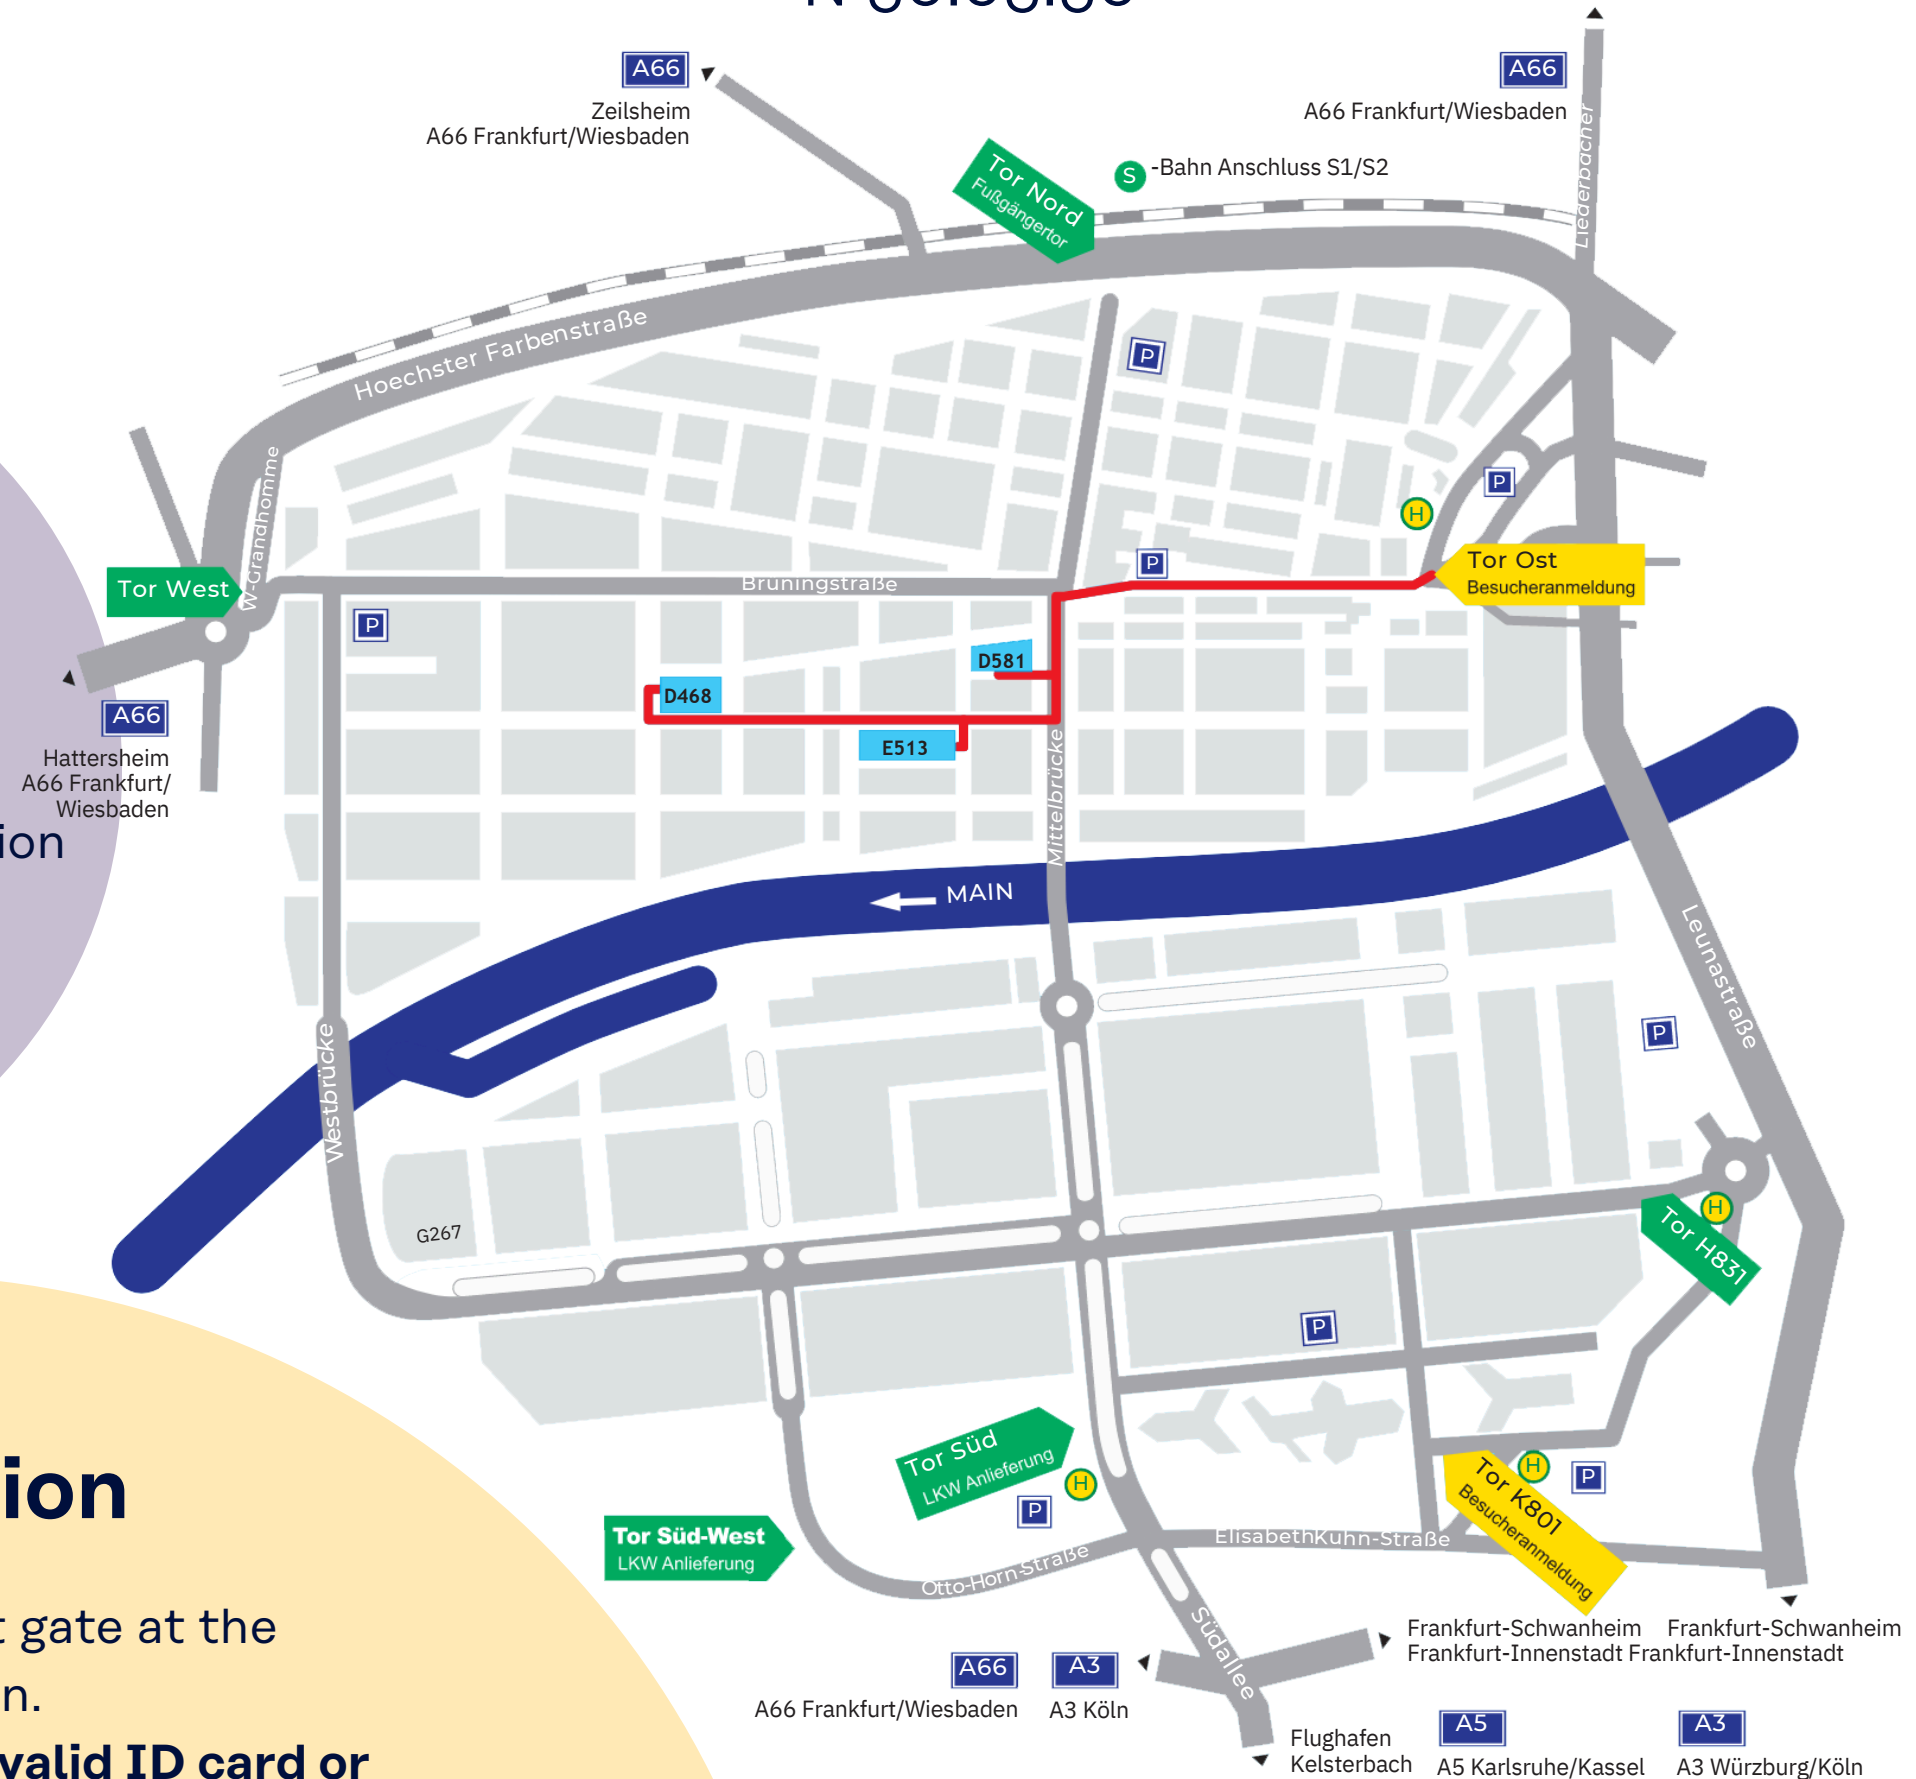 A66
Zeilsheim
A66 Frankfurt/Wiesbaden
A66
A66 Frankfurt/Wiesbaden
Liederbacher
Tor Nord
Fußgängertor
S -Bahn Anschluss S1/S2
Hoechster Farbenstraße
P
W-Grandhomme
P
H
Tor West
Brüningstraße
P
Tor Ost
Besucheranmeldung
P
D581
D468
E513
A66
Hattersheim
A66 Frankfurt/
Wiesbaden
ion
Mittelbrücke
MAIN
Leunastraße
P
Westbrücke
G267
H
Tor H831
P
Tor Süd
LKW Anlieferung
H
P
Tor K801
Besucheranmeldung
H
P
ion
Tor Süd-West
LKW Anlieferung
Otto-Horn-Straße
ElisabethKuhn-Straße
t gate at the
n.
valid ID card or
Südallee
A66
A66 Frankfurt/Wiesbaden
A3
A3 Köln
Frankfurt-Schwanheim Frankfurt-Schwanheim
Frankfurt-Innenstadt Frankfurt-Innenstadt
Flughafen
Kelsterbach
A5
A5 Karlsruhe/Kassel
A3
A3 Würzburg/Köln